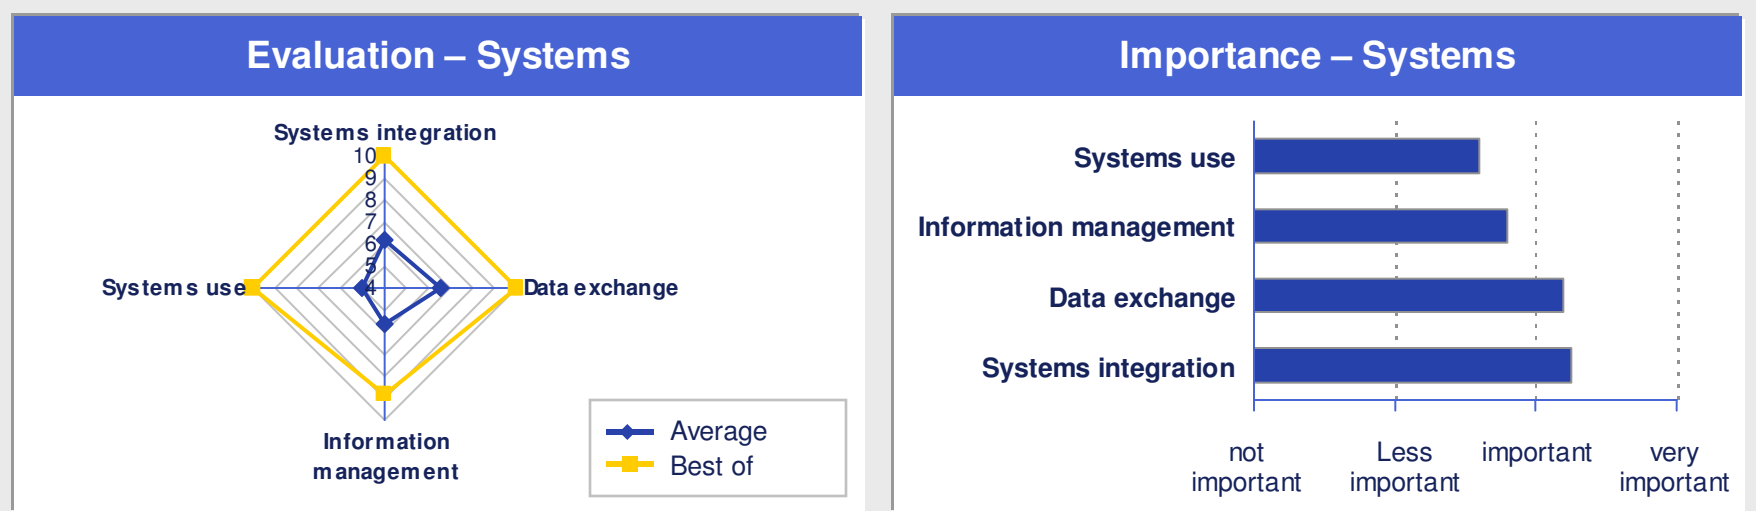 Evaluation – Systems
Systems integration
10
9
8
7
6
5
4
Systems use
Data exchange
Information
management
Average
Best of
Importance – Systems
Systems use
Information management
Data exchange
Systems integration
not
important
Less
important
important
very
important